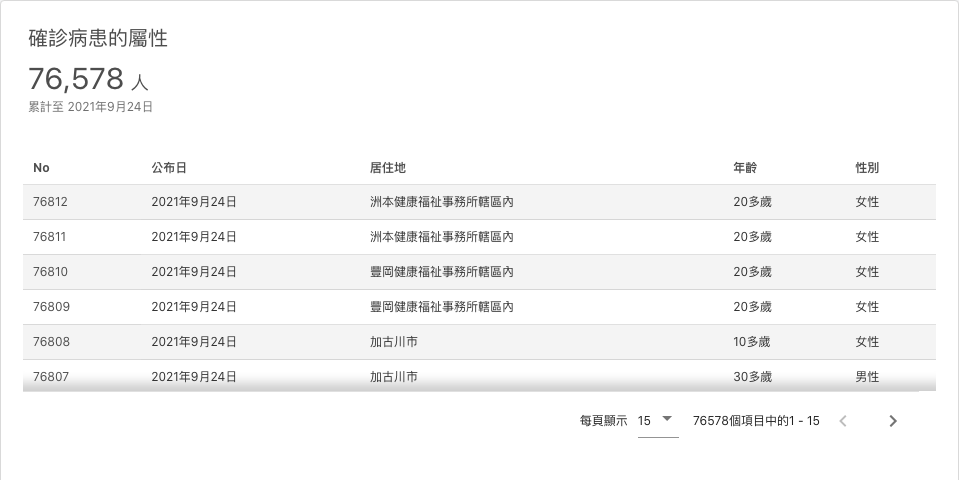 確診病患的屬性
76,578 人
累計至 2021年9月24日
No 公布日 居住地 年齡 性別
76812 2021年9月24日 洲本健康福祉事務所轄區內 20多歲 女性
76811 2021年9月24日 洲本健康福祉事務所轄區內 20多歲 女性
76810 2021年9月24日 豐岡健康福祉事務所轄區內 20多歲 女性
76809 2021年9月24日 豐岡健康福祉事務所轄區內 20多歲 女性
76808 2021年9月24日 加古川市 10多歲 女性
76807 2021年9月24日 加古川市 30多歲 男性
每頁顯示 15 76578個項目中的1 - 15